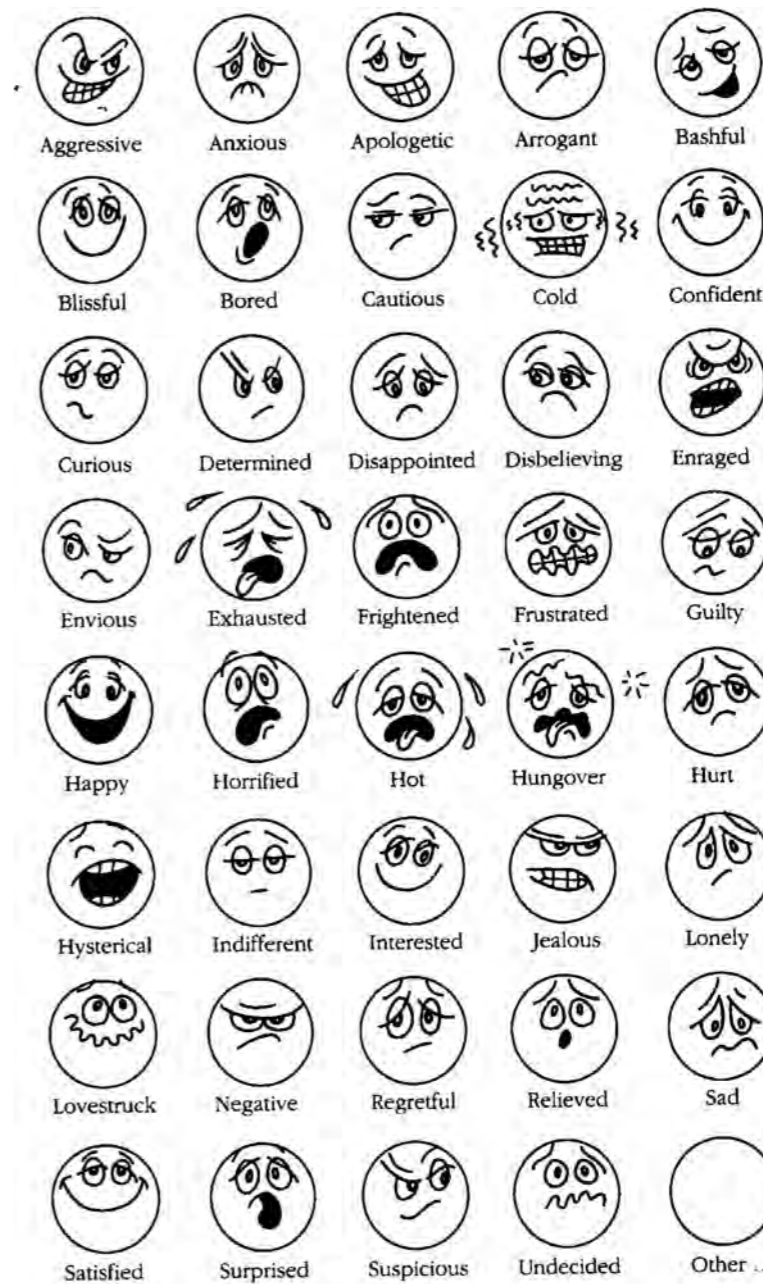 Aggressive Anxious Apologetic Arrogant Bashful
Blissful Bored Cautious Cold Confident
Curious Determined Disappointed Disbelieving Enraged
Envious Exhausted Frightened Frustrated Guilty
Happy Horrified Hot Hungover Hurt
Hysterical Indifferent Interested Jealous Lonely
Lovestruck Negative Regretful Relieved Sad
Satisfied Surprised Suspicious Undecided Other ..